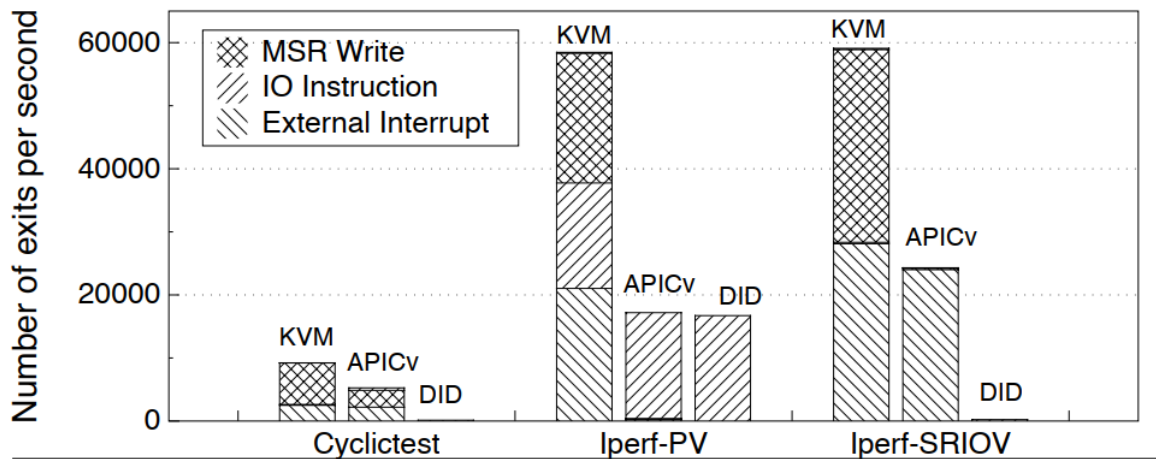 Number of exits per second
60000
40000
20000
0
MSR Write
IO Instruction
External Interrupt
KVM
APICv
DID
KVM
APICv
DID
KVM
APICv
DID
Cyclictest
Iperf-PV
Iperf-SRIOV